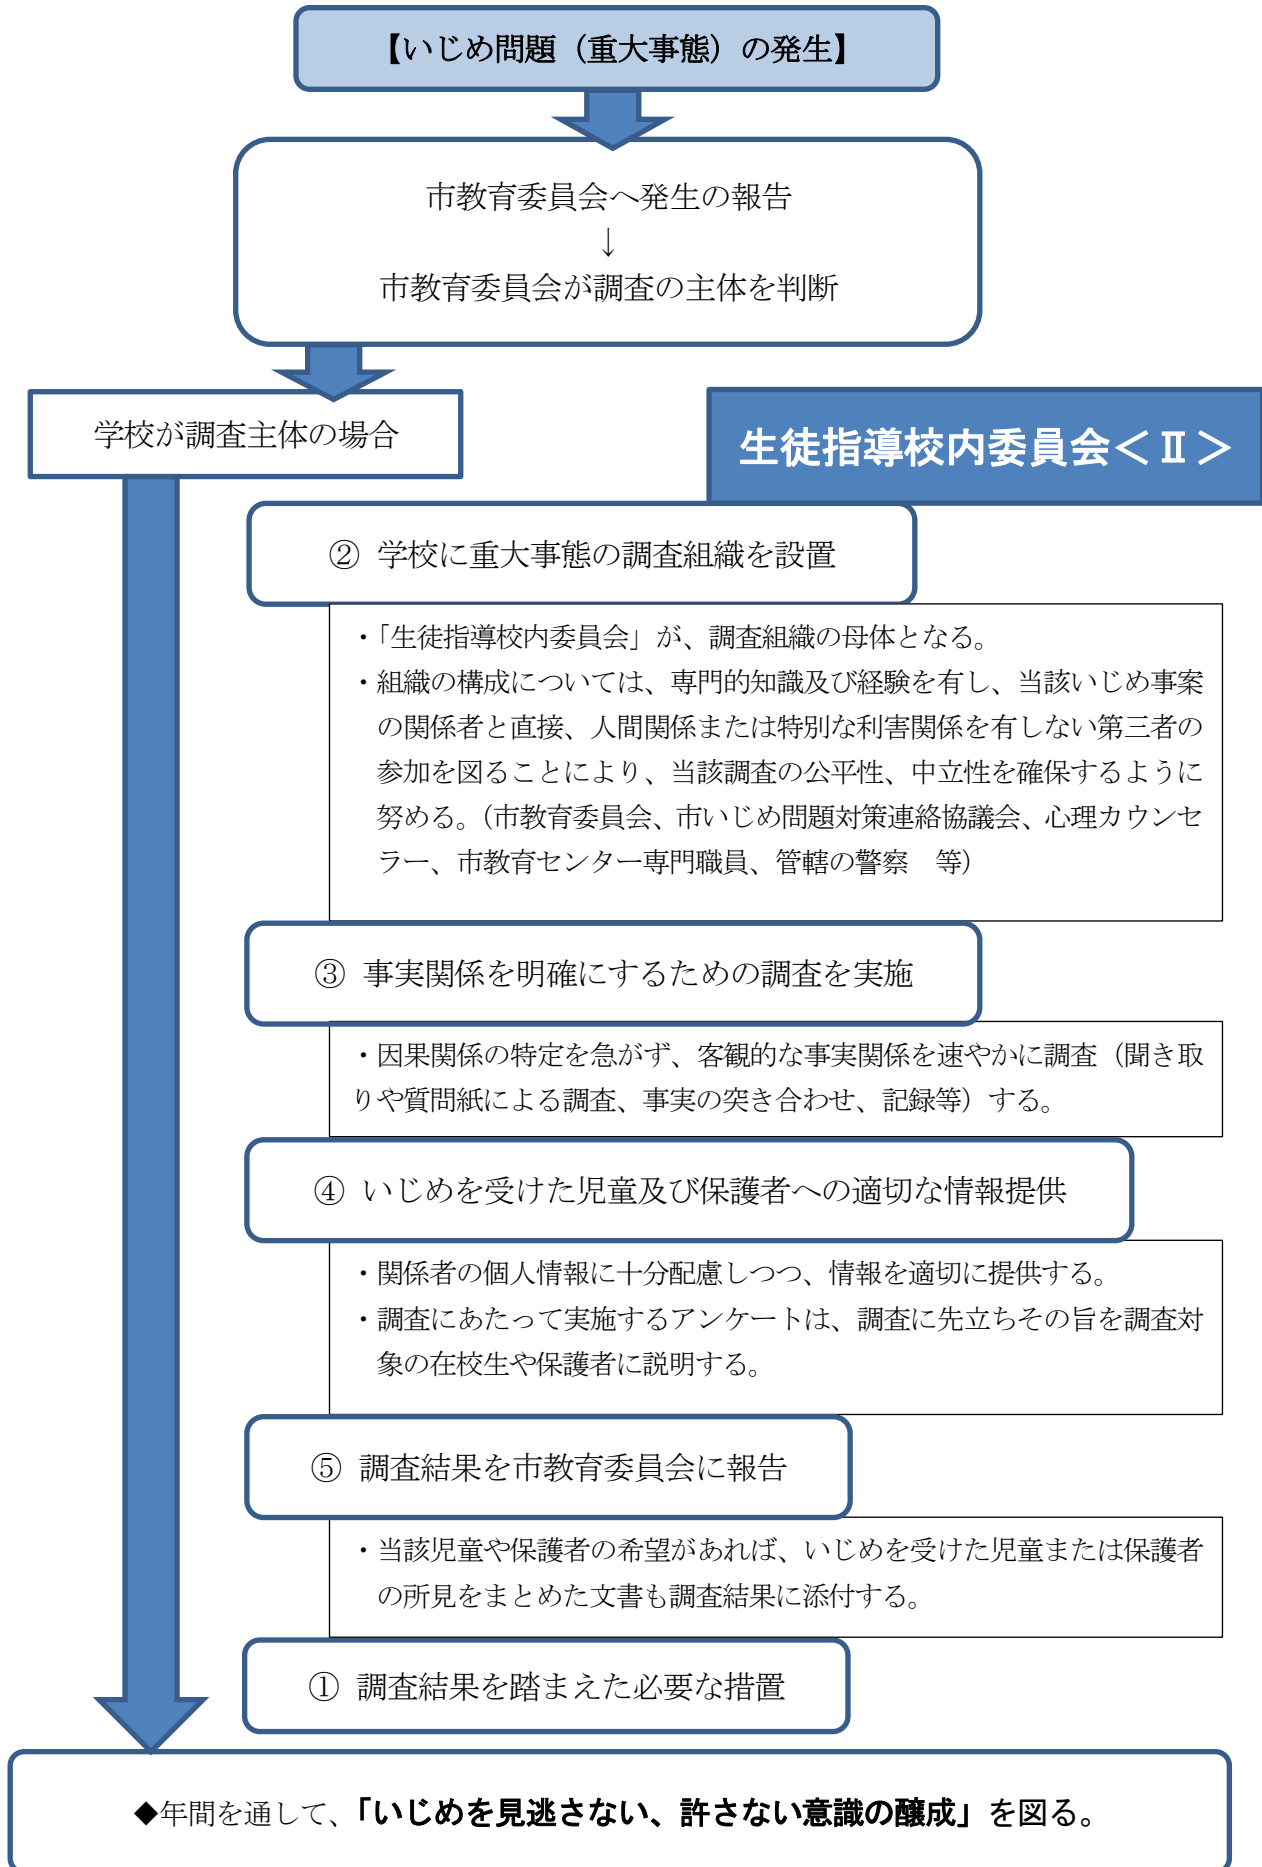 【いじめ問題（重大事態）の発生】
市教育委員会へ発生の報告
↓
市教育委員会が調査の主体を判断
学校が調査主体の場合
生徒指導校内委員会＜Ⅱ＞
② 学校に重大事態の調査組織を設置
・「生徒指導校内委員会」が、調査組織の母体となる。
・組織の構成については、専門的知識及び経験を有し、当該いじめ事案
の関係者と直接、人間関係または特別な利害関係を有しない第三者の
参加を図ることにより、当該調査の公平性、中立性を確保するように
努める。（市教育委員会、市いじめ問題対策連絡協議会、心理カウンセ
ラー、市教育センター専門職員、管轄の警察　等）
③ 事実関係を明確にするための調査を実施
・因果関係の特定を急がず、客観的な事実関係を速やかに調査（聞き取
りや質問紙による調査、事実の突き合わせ、記録等）する。
④ いじめを受けた児童及び保護者への適切な情報提供
・関係者の個人情報に十分配慮しつつ、情報を適切に提供する。
・調査にあたって実施するアンケートは、調査に先立ちその旨を調査対
象の在校生や保護者に説明する。
⑤ 調査結果を市教育委員会に報告
・当該児童や保護者の希望があれば、いじめを受けた児童または保護者
の所見をまとめた文書も調査結果に添付する。
① 調査結果を踏まえた必要な措置
◆年間を通して、「いじめを見逃さない、許さない意識の醸成」を図る。